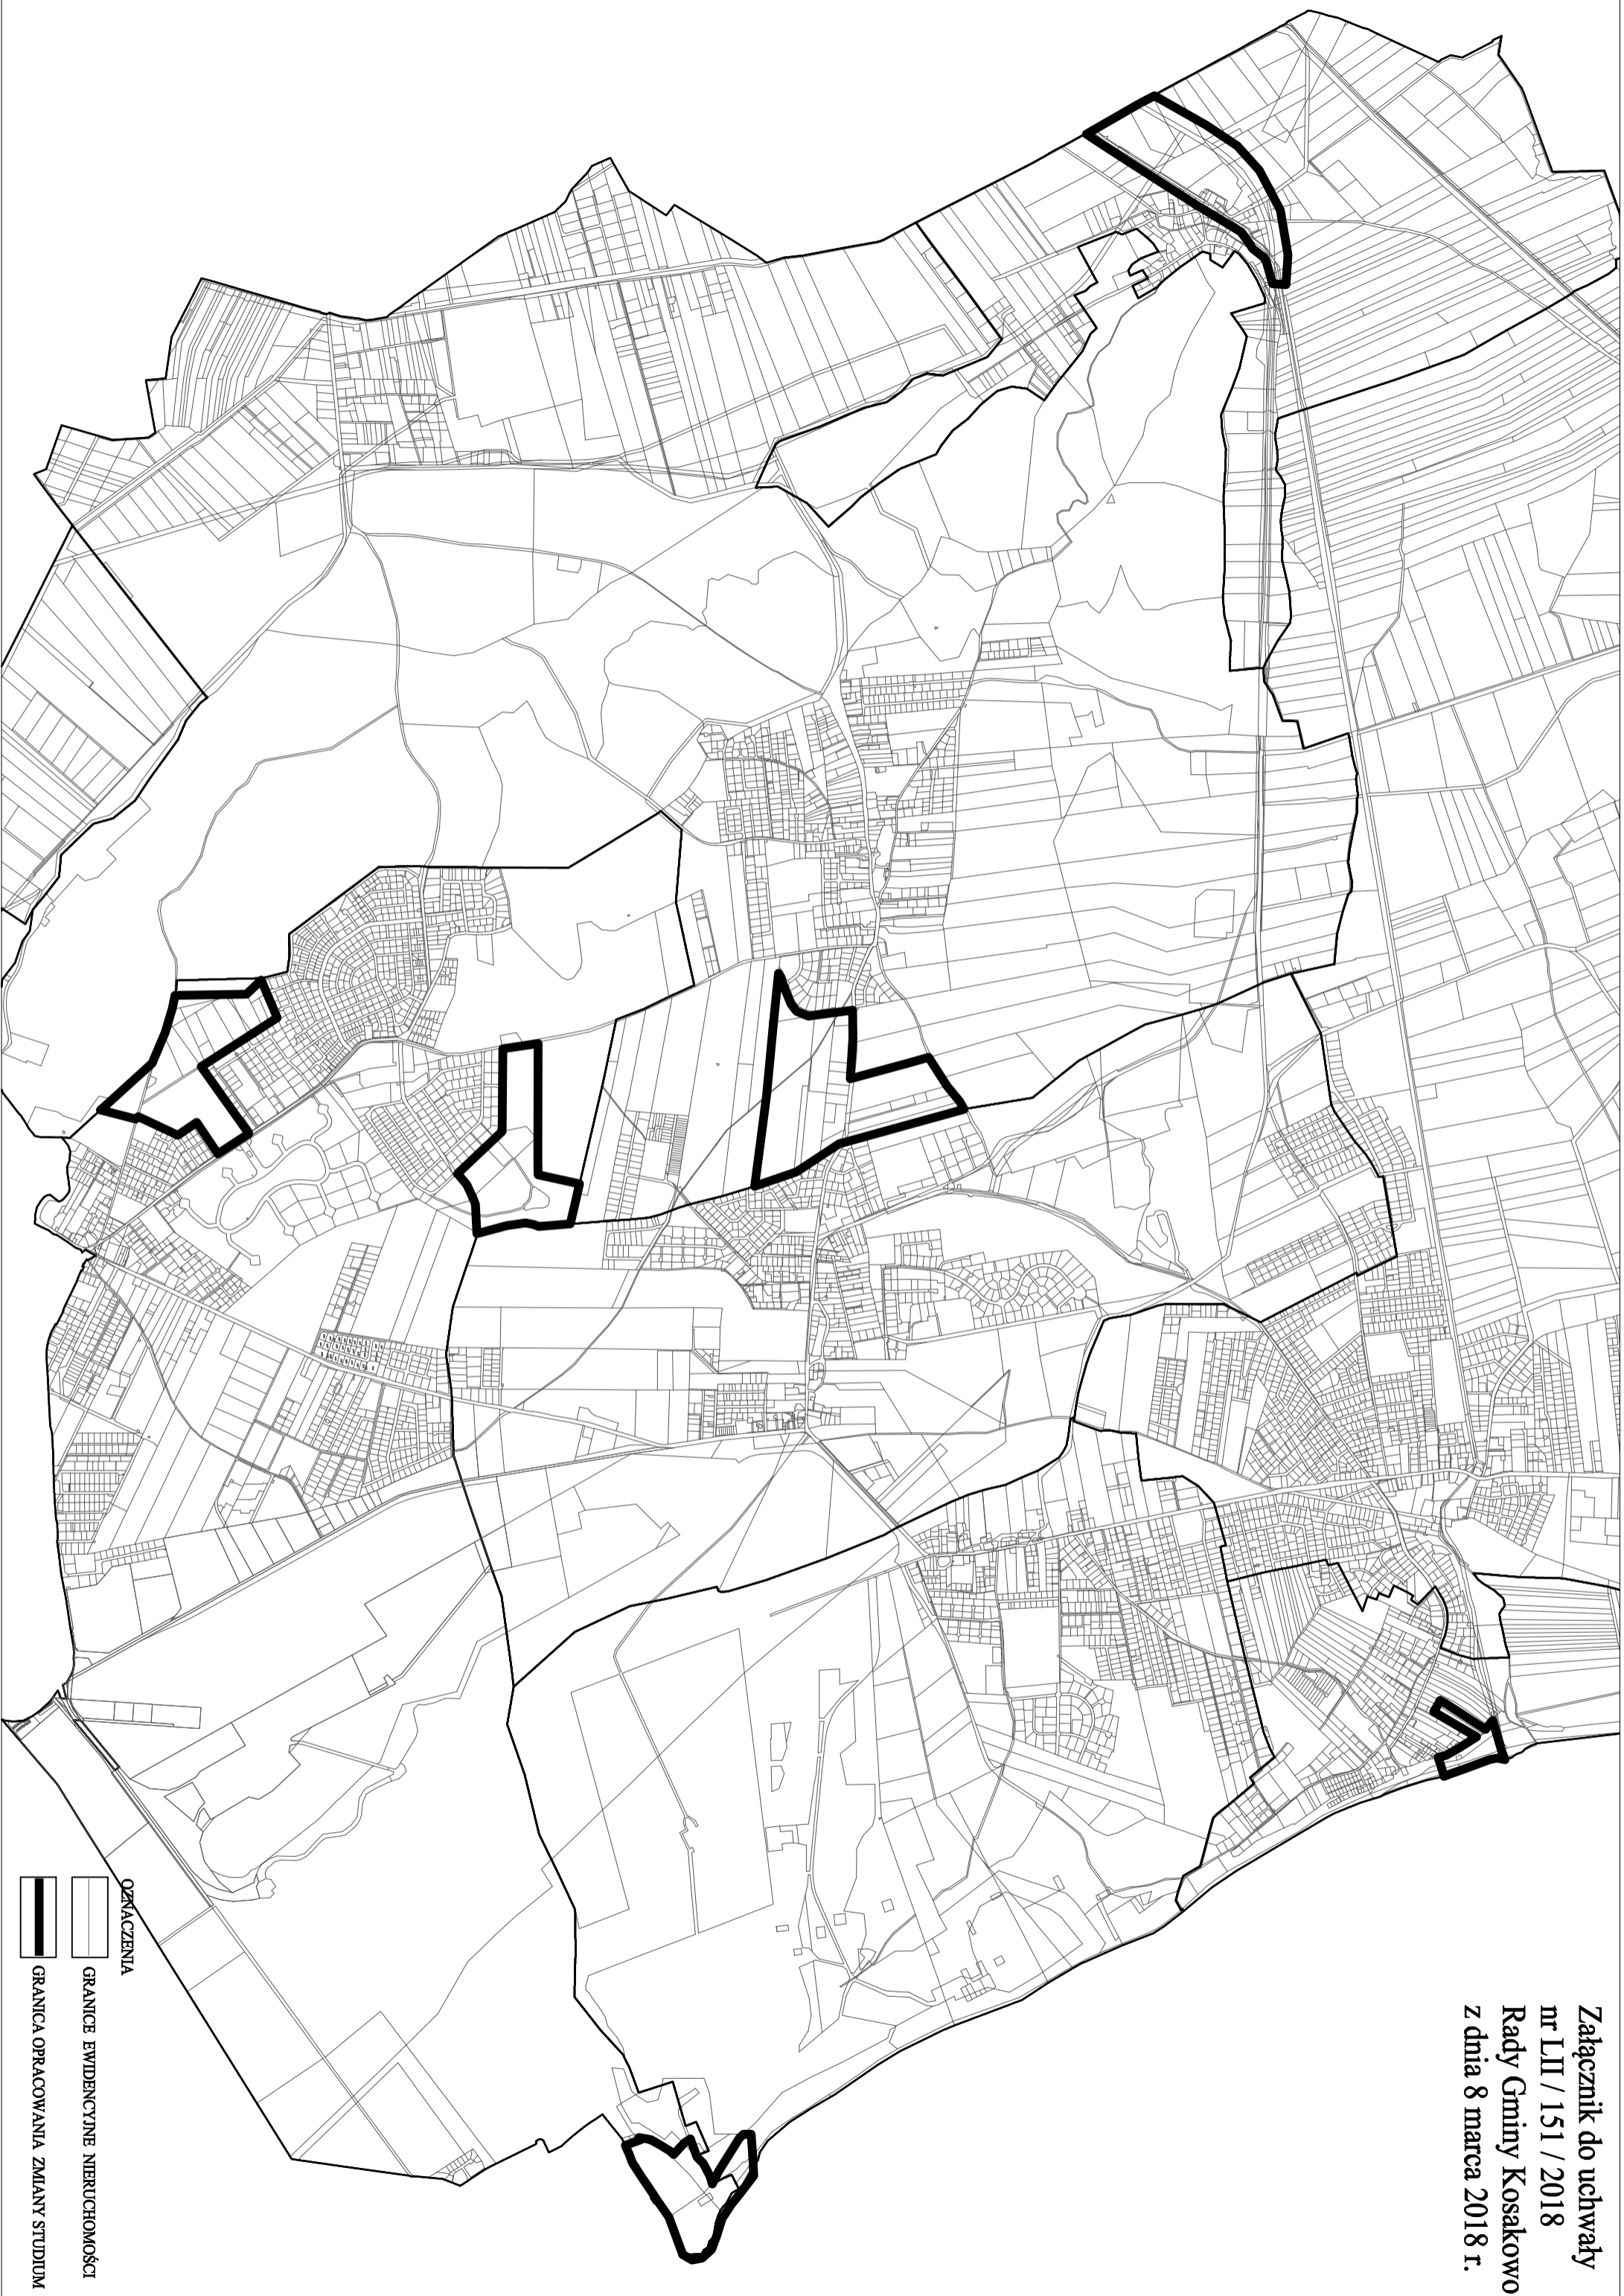 Załącznik do uchwały
nr LII / 151 / 2018
Rady Gminy Kosakowo
z dnia 8 marca 2018 r.
OZNACZENIA
GRANICE EWIDENCYJNE NIERUCHOMOŚCI
GRANICA OPRACOWANIA ZMIANY STUDIUM